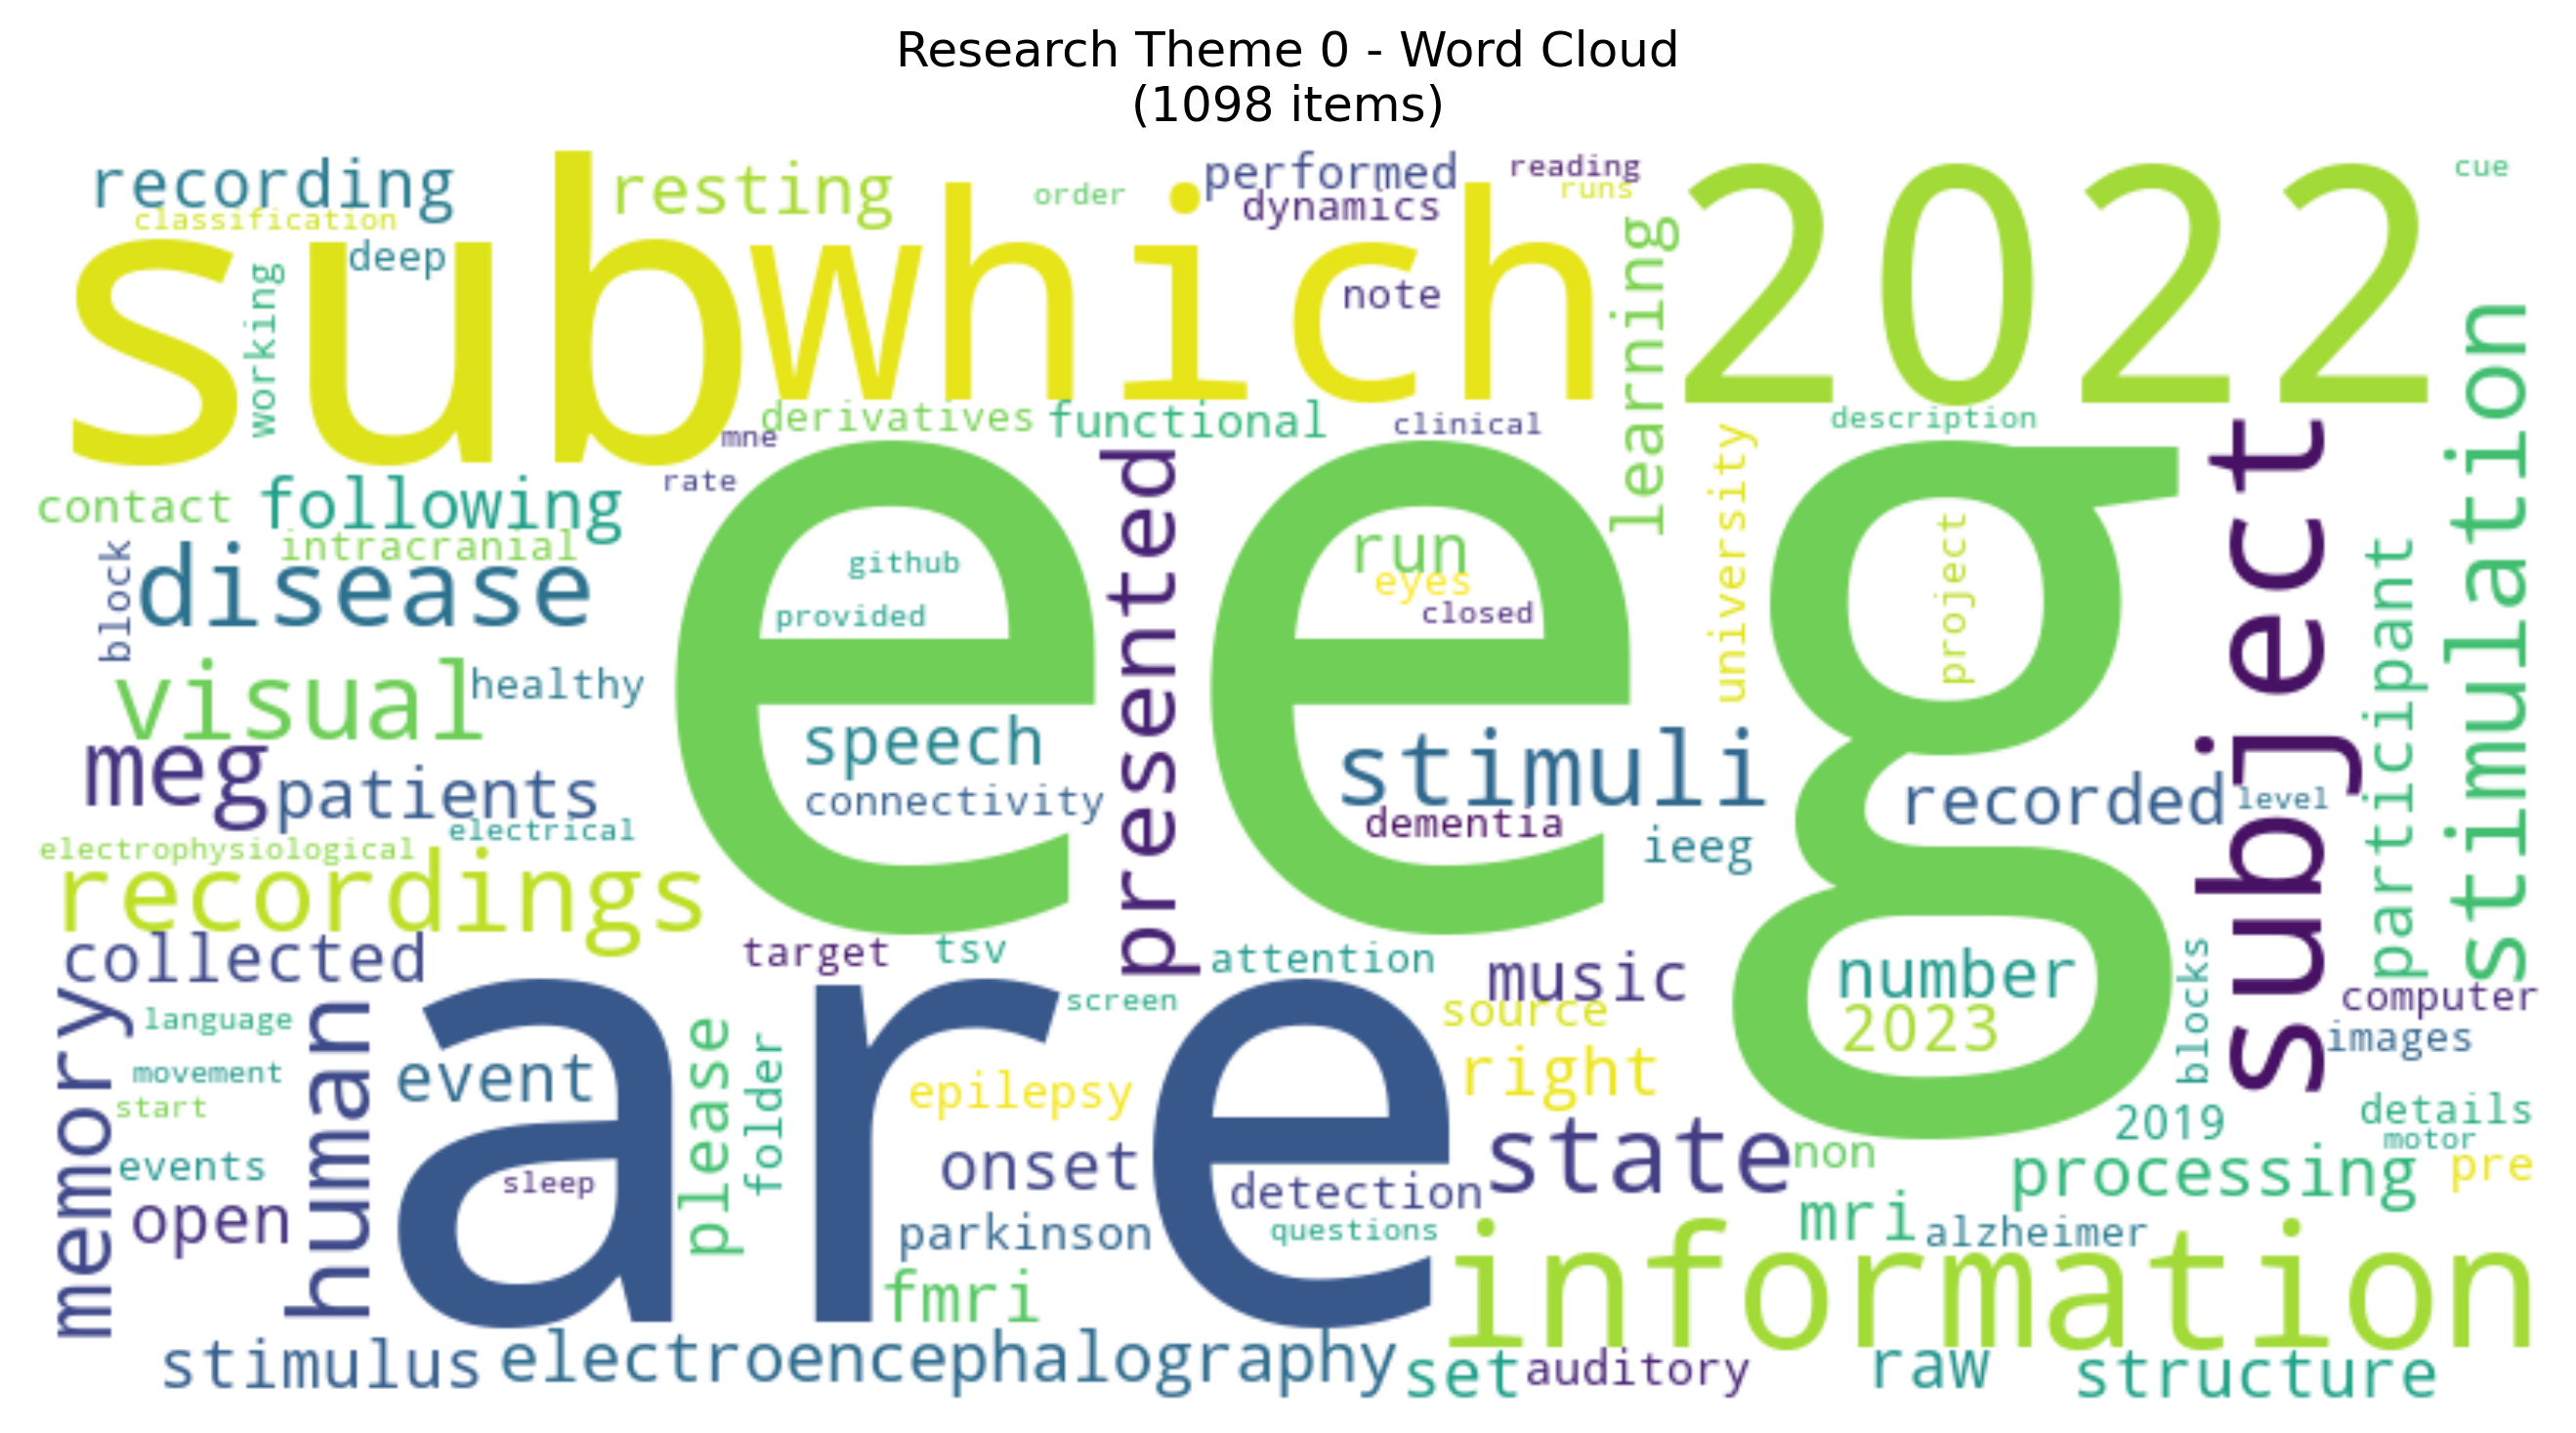 Research Theme 0 - Word Cloud
(1098 items)
recording
classification
deep
working
sub
resting
order
performed
reading
runs
dynamics
which
note
learning
2022
cue
stimulation
derivatives
functional
clinical
description
mne
rate
contact
following
intracranial
block
disease
github
provided
eeg
presented
run
eyes
closed
university
project
subject
participant
visual
healthy
meg
patients
speech
connectivity
stimuli
dementia
ieeg
recorded
level
electrophysiological
electrical
recordings
collected
target
tsv
attention
music
number
2023
blocks
computer
images
memory
language
human
movement
start
event
events
open
are
sleep
please
folder
screen
source
right
epilepsy
onset
detection
questions
parkinson
fmri
state
non
2019
details
motor
processing
pre
mri
alzheimer
information
stimulus
electroencephalography
set
auditory
raw
structure